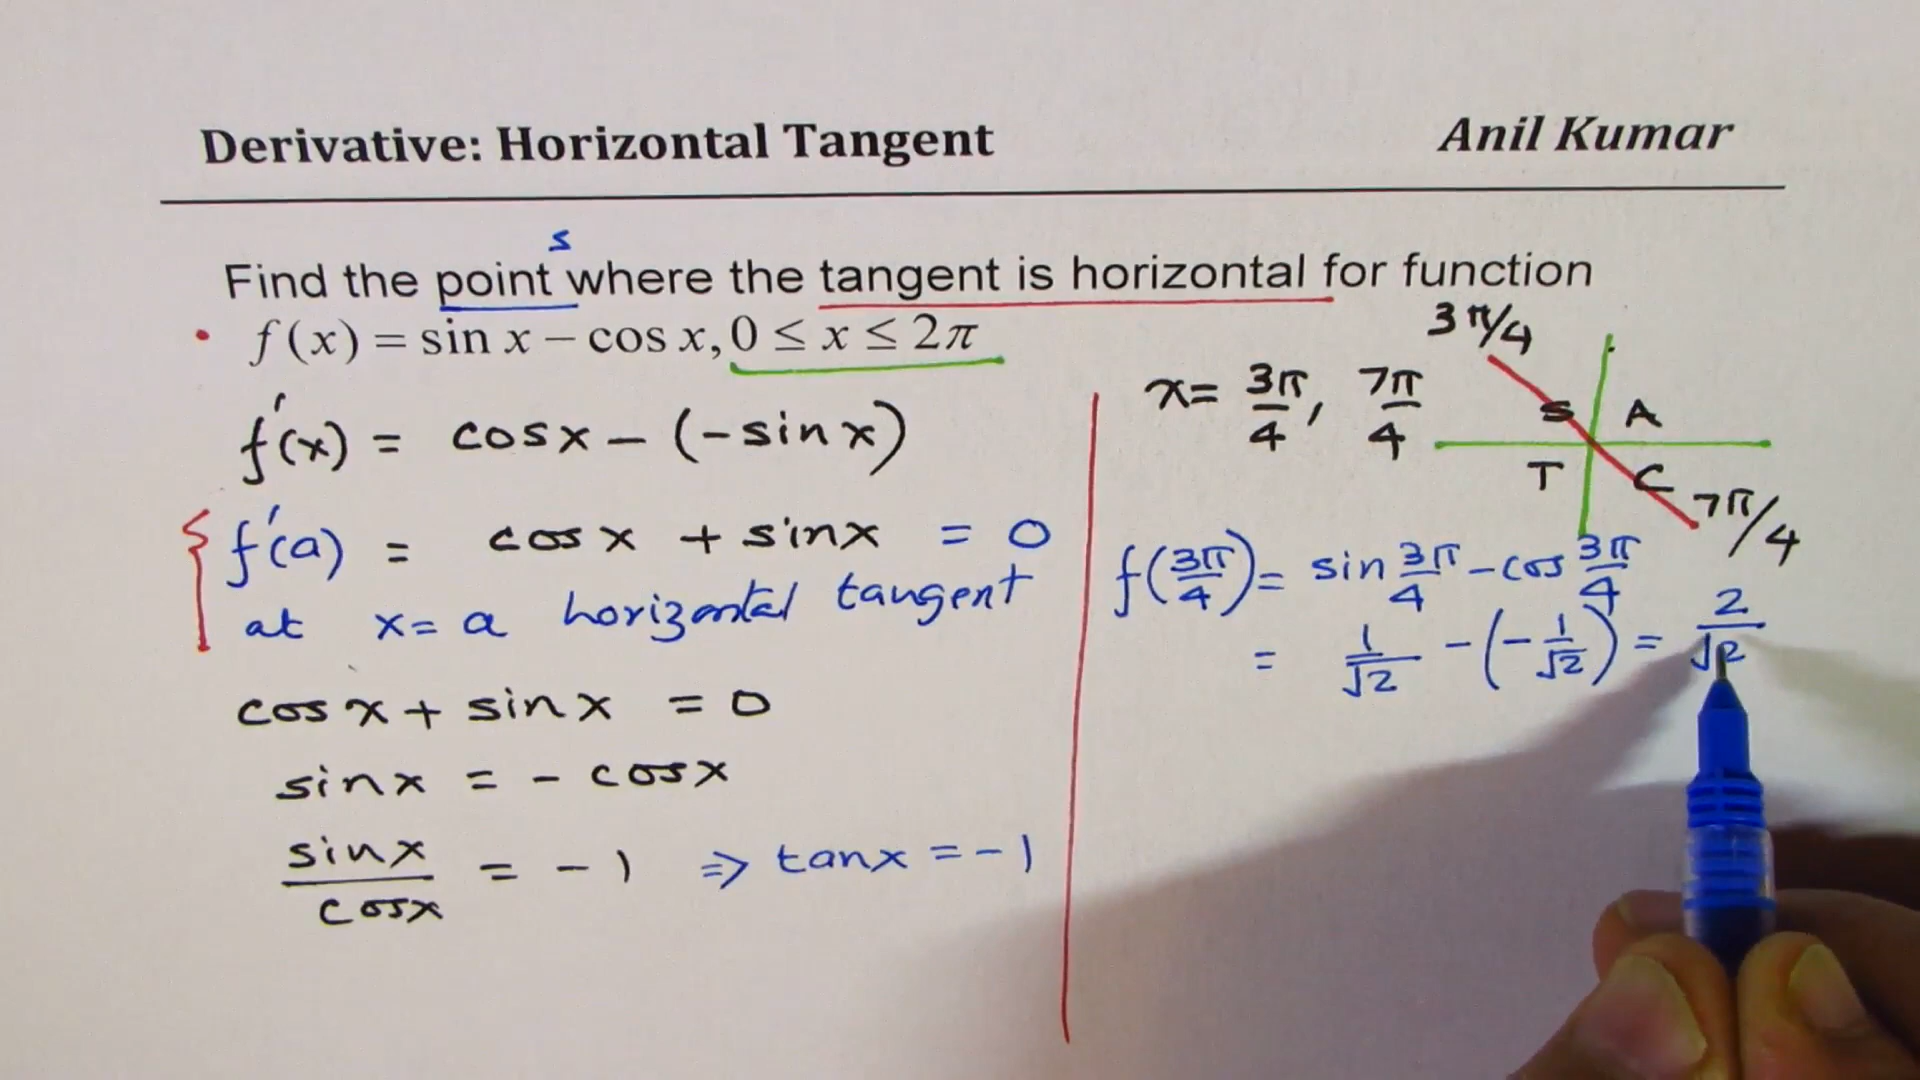 Derivative: Horizontal Tangent
Anil Kumar
s
Find the point where the tangent is horizontal for function
• f(x) = sin x − cos x, 0 ≤ x ≤ 2π
f'(x) = cosx − (−sinx)
f'(a) = cosx + sinx = 0
at x = a horizontal tangent
cosx + sinx = 0
sinx = − cosx
sinx/cosx = −1 ⇒ tanx = −1
x = 3π/4, 7π/4
3π/4
S A
T C
7π/4
f(3π/4) = sin 3π/4 − cos 3π/4
= 1/√2 − (−1/√2) = 2/√2